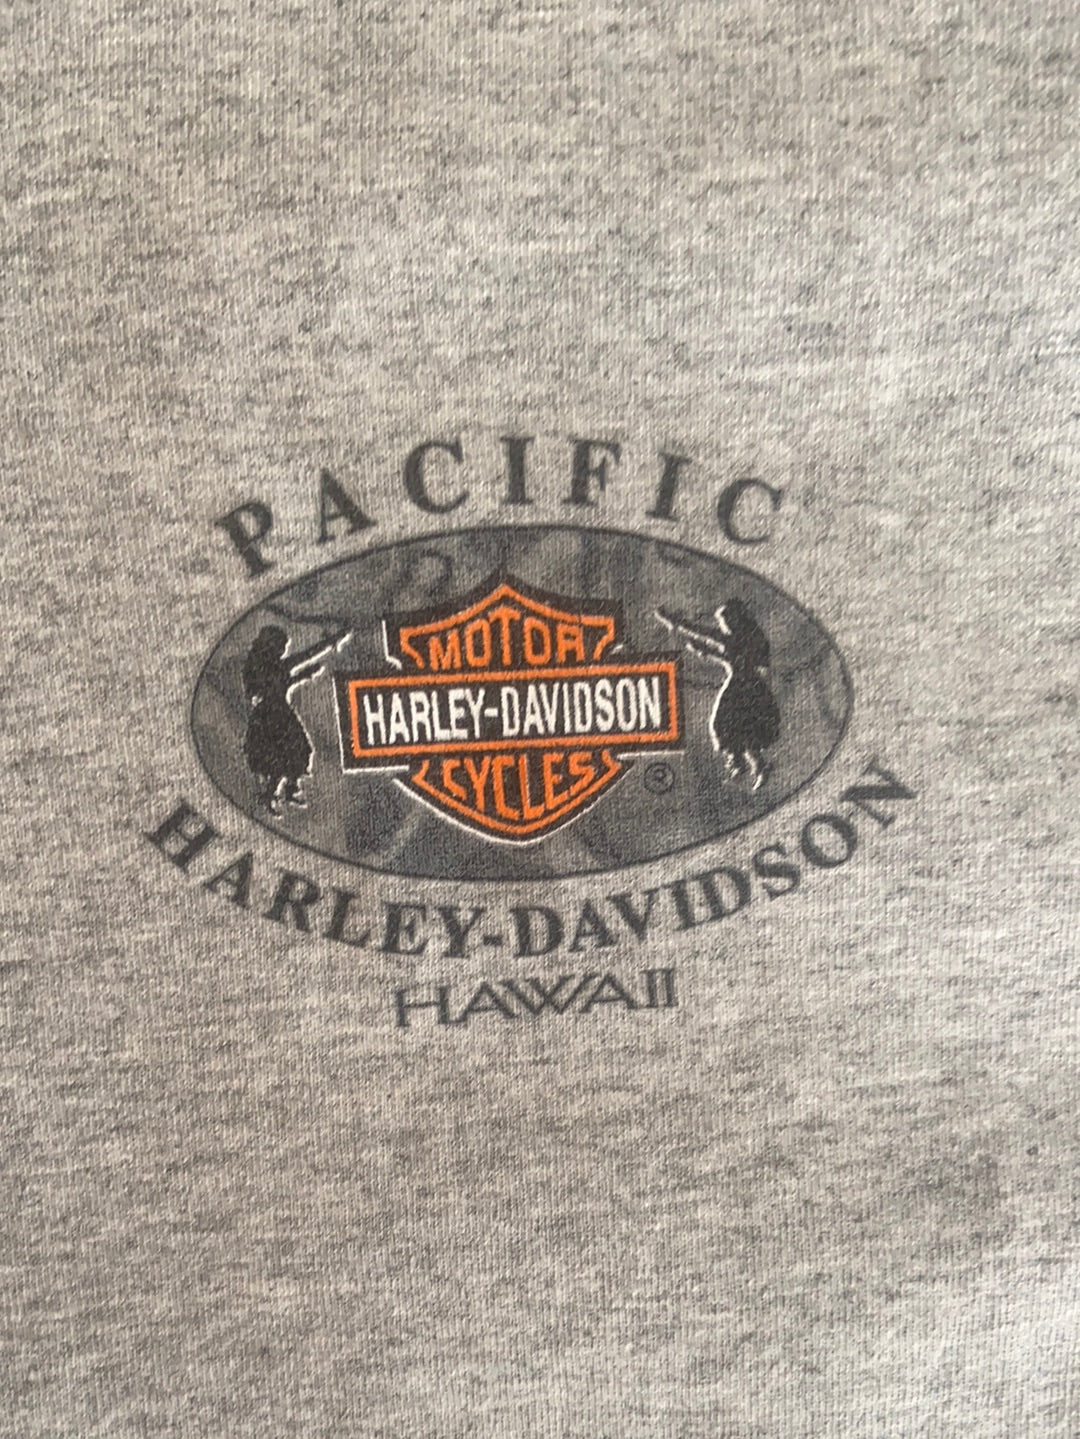 PACIFIC
MOTOR
HARLEY-DAVIDSON
CYCLES
®
HARLEY-DAVIDSON
HAWAII